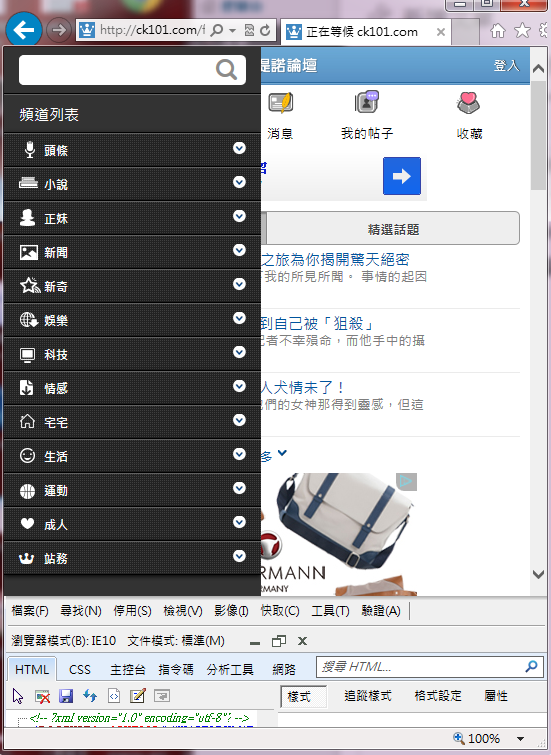 http://ck101.com/f
正在等候 ck101.com
提諾論壇
登入
頻道列表
消息
我的帖子
收藏
頭條
小說
正妹
新聞
新奇
娛樂
科技
情感
宅宅
生活
運動
成人
站務
精選話題
之旅為你揭開驚天絕密
我的所見所聞。 事情的起因
到自己被「狙殺」
記者不幸殞命，而他手中的攝
人犬情未了！
們的女神那得到靈感，但這
多
ERMANN
GERMANY
檔案(F) 尋找(N) 停用(S) 檢視(V) 影像(I) 快取(C) 工具(T) 驗證(A)
瀏覽器模式(B): IE10 文件模式: 標準(M)
HTML CSS 主控台 指令碼 分析工具 網路 搜尋 HTML...
樣式 追蹤樣式 格式設定 屬性
<!-- ?xml version="1.0" encoding="utf-8"? -->
100%